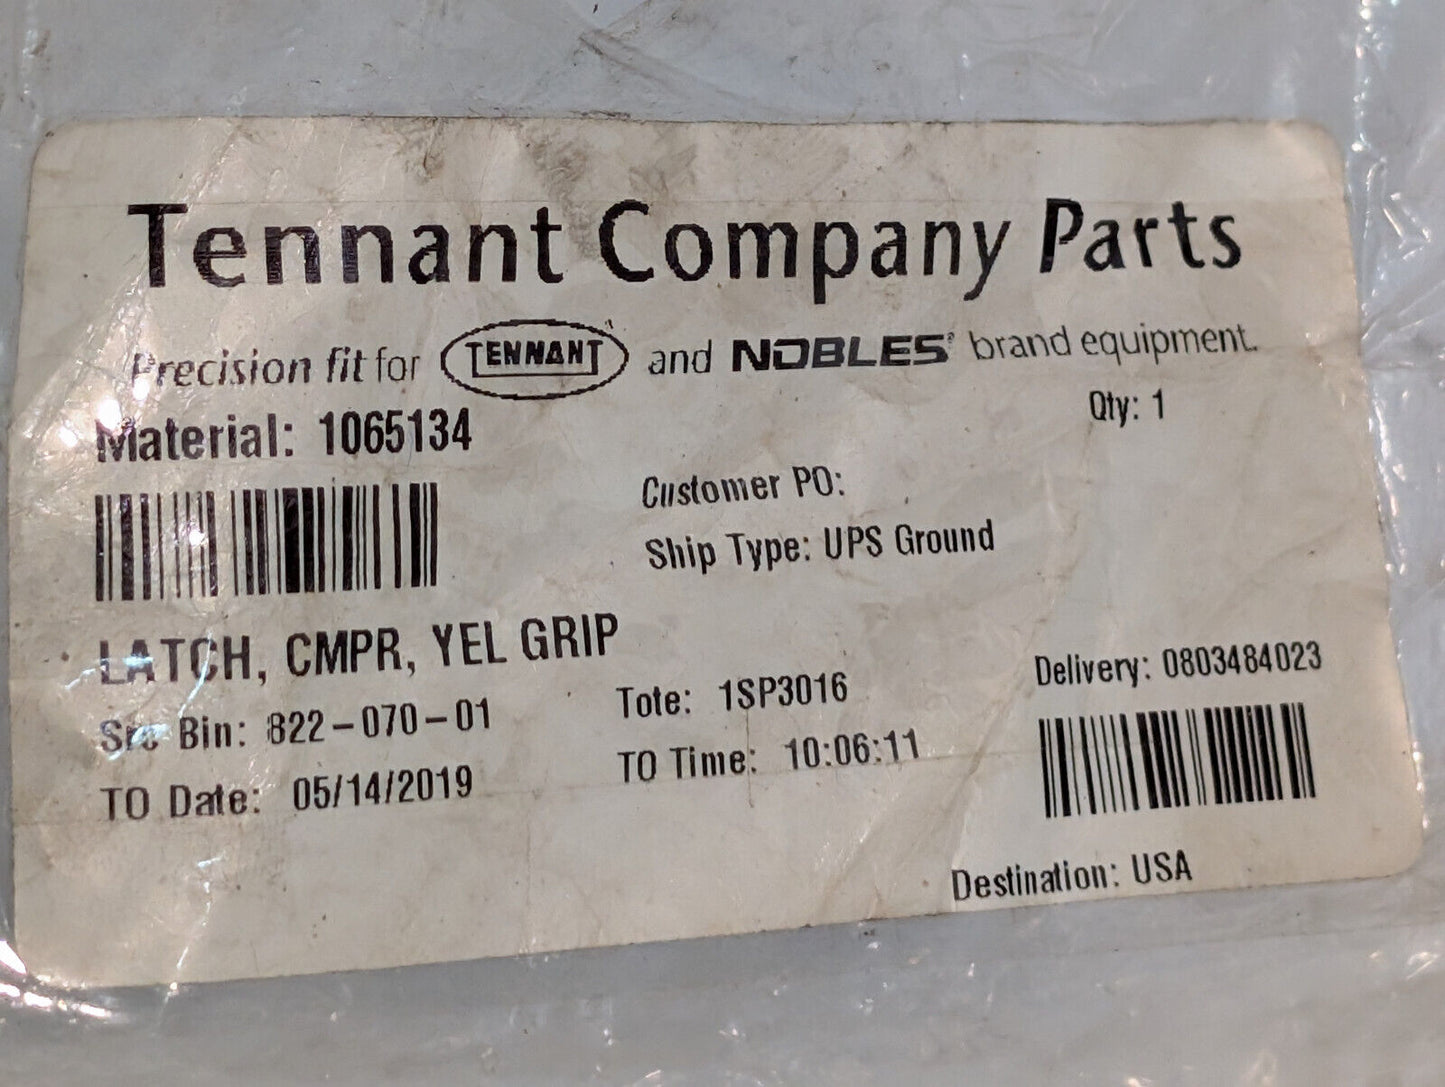 Tennant Company Parts
Precision fit for TENNANT and NOBLES® brand equipment.
Material: 1065134
Qty: 1
Customer PO:
Ship Type: UPS Ground
LATCH, CMPR, YEL GRIP
Src Bin: 822-070-01
Tote: 1SP3016
Delivery: 0803484023
TO Date: 05/14/2019
TO Time: 10:06:11
Destination: USA